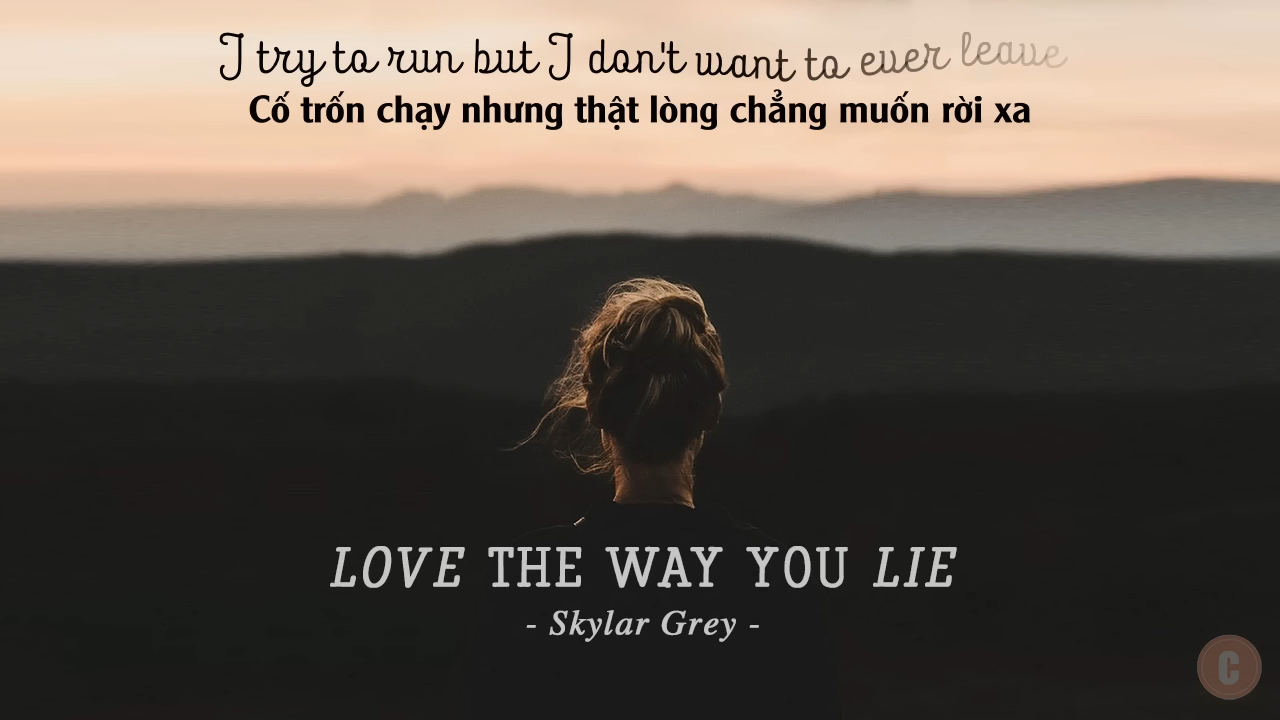 I try to run but I don't want to ever leave
Cố trốn chạy nhưng thật lòng chẳng muốn rời xa
LOVE THE WAY YOU LIE
- Skylar Grey -
C